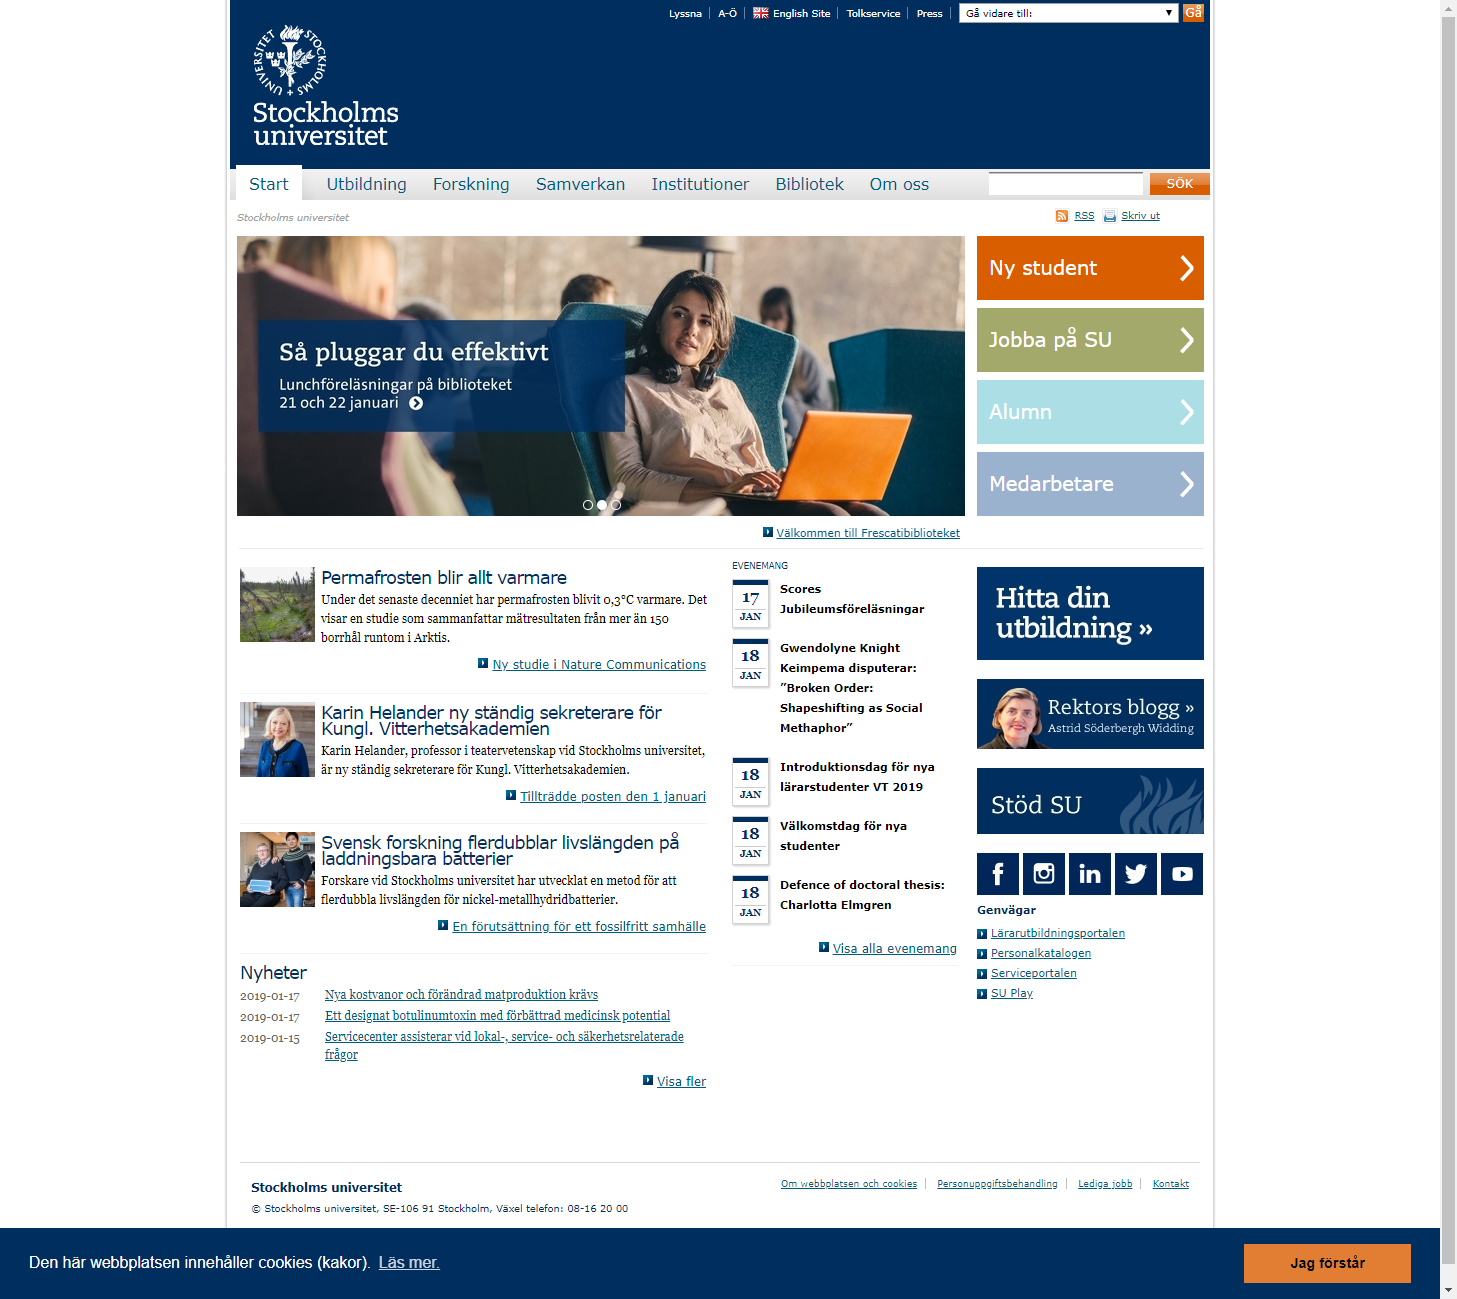 Lyssna
A-Ö
English Site
Tolkservice
Press
Gå vidare till:
Gå
UNIVERSITET STOCKHOLMS
Stockholms
universitet
Start
Utbildning
Forskning
Samverkan
Institutioner
Bibliotek
Om oss
SÖK
Stockholms universitet
RSS
Skriv ut
Så pluggar du effektivt
Lunchföreläsningar på biblioteket
21 och 22 januari
Ny student
Jobba på SU
Alumn
Medarbetare
Välkommen till Frescatibiblioteket
Permafrosten blir allt varmare
Under det senaste decenniet har permafrosten blivit 0,3°C varmare. Det
visar en studie som sammanfattar mätresultaten från mer än 150
borrhål runtom i Arktis.
Ny studie i Nature Communications
Karin Helander ny ständig sekreterare för
Kungl. Vitterhetsakademien
Karin Helander, professor i teatervetenskap vid Stockholms universitet,
är ny ständig sekreterare för Kungl. Vitterhetsakademien.
Tillträdde posten den 1 januari
Svensk forskning flerdubblar livslängden på
laddningsbara batterier
Forskare vid Stockholms universitet har utvecklat en metod för att
flerdubbla livslängden för nickel-metallhydridbatterier.
En förutsättning för ett fossilfritt samhälle
Nyheter
2019-01-17 Nya kostvanor och förändrad matproduktion krävs
2019-01-17 Ett designat botulinumtoxin med förbättrad medicinsk potential
2019-01-15 Servicecenter assisterar vid lokal-, service- och säkerhetsrelaterade
frågor
Visa fler
EVENEMANG
17
JAN
Scores
Jubileumsföreläsningar
18
JAN
Gwendolyne Knight
Keimpema disputerar:
”Broken Order:
Shapeshifting as Social
Methaphor”
18
JAN
Introduktionsdag för nya
lärarstudenter VT 2019
18
JAN
Välkomstdag för nya
studenter
18
JAN
Defence of doctoral thesis:
Charlotta Elmgren
Visa alla evenemang
Hitta din
utbildning »
Rektors blogg »
Astrid Söderbergh Widding
Stöd SU
Genvägar
Lärarutbildningsportalen
Personalkatalogen
Serviceportalen
SU Play
Stockholms universitet
© Stockholms universitet, SE-106 91 Stockholm, Växel telefon: 08-16 20 00
Om webbplatsen och cookies
Personuppgiftsbehandling
Lediga jobb
Kontakt
Den här webbplatsen innehåller cookies (kakor). Läs mer.
Jag förstår